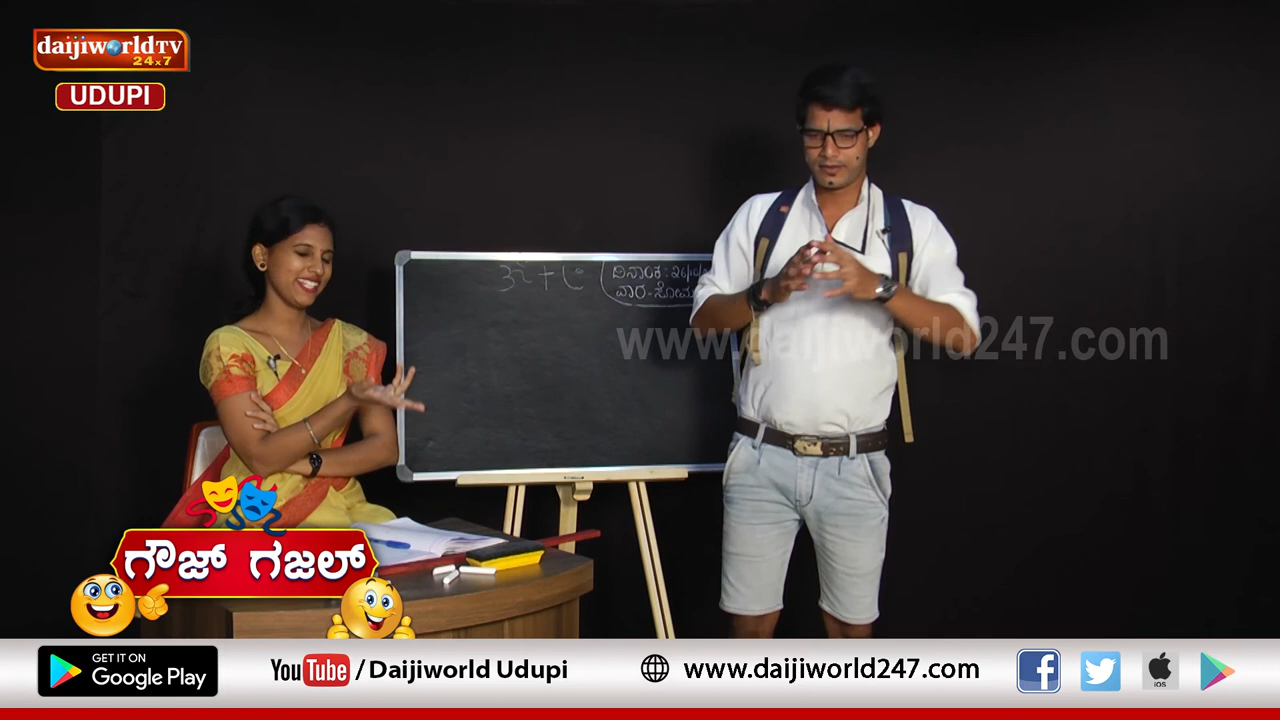 daijiworldTV
24x7
UDUPI
ದಿನಾಂಕ: ೨೬/
ವಾರ-ಸೋಮ
www.daijiworld247.com
ಗೌಜ್ ಗಜಲ್
GET IT ON
Google Play
YouTube / Daijiworld Udupi
www.daijiworld247.com
iOS